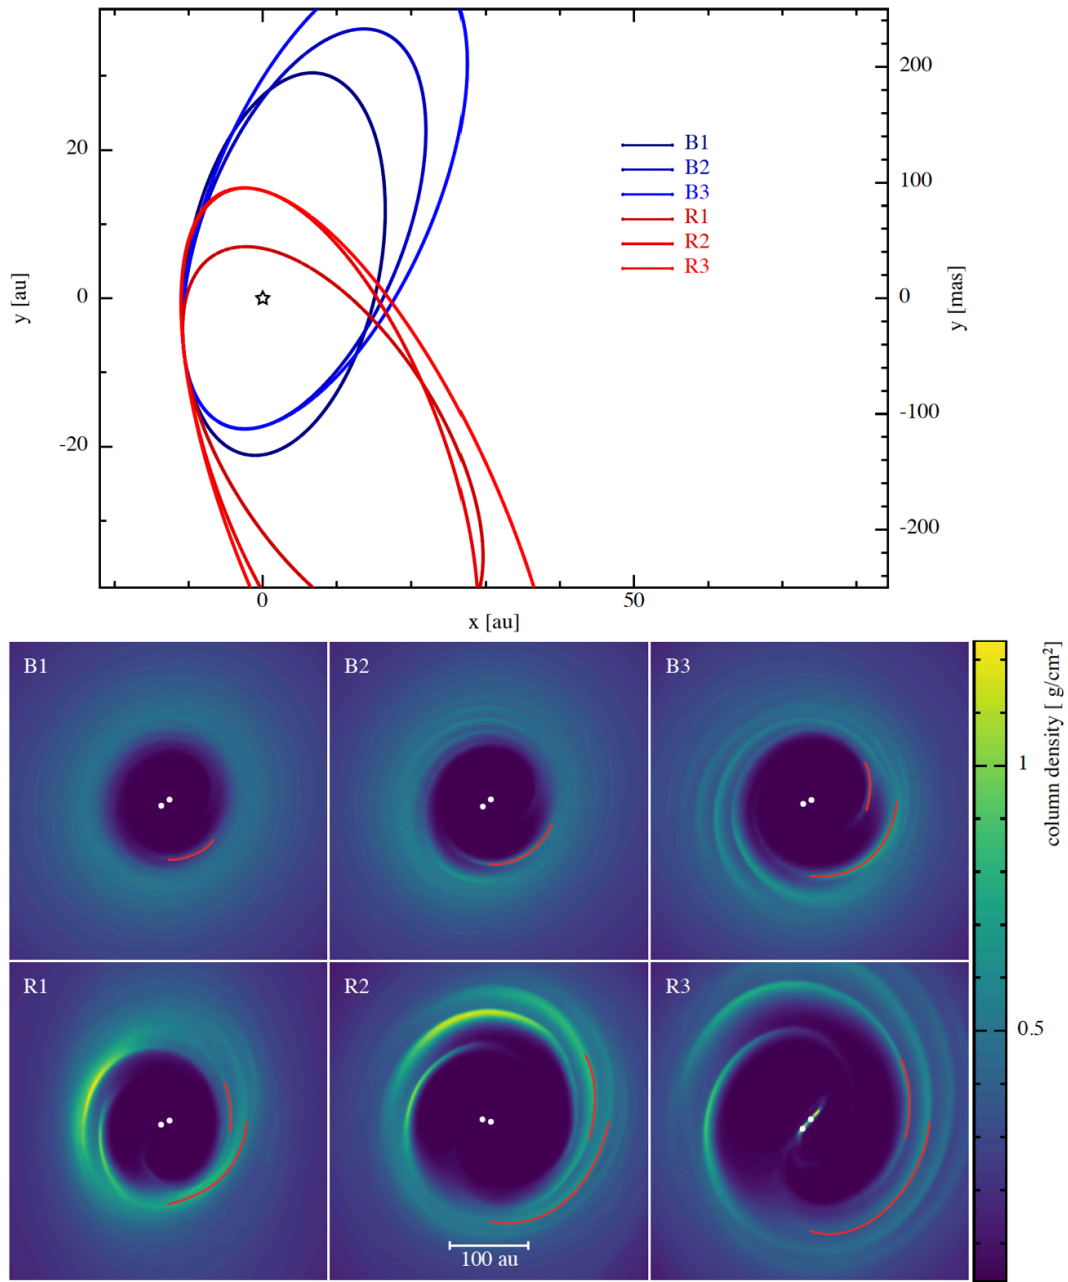 20
0
-20
y [au]
0
50
x [au]
200
100
0
-100
-200
y [mas]
B1
B2
B3
R1
R2
R3
B1
B2
B3
R1
R2
R3
100 au
1
0.5
column density [ g/cm²]